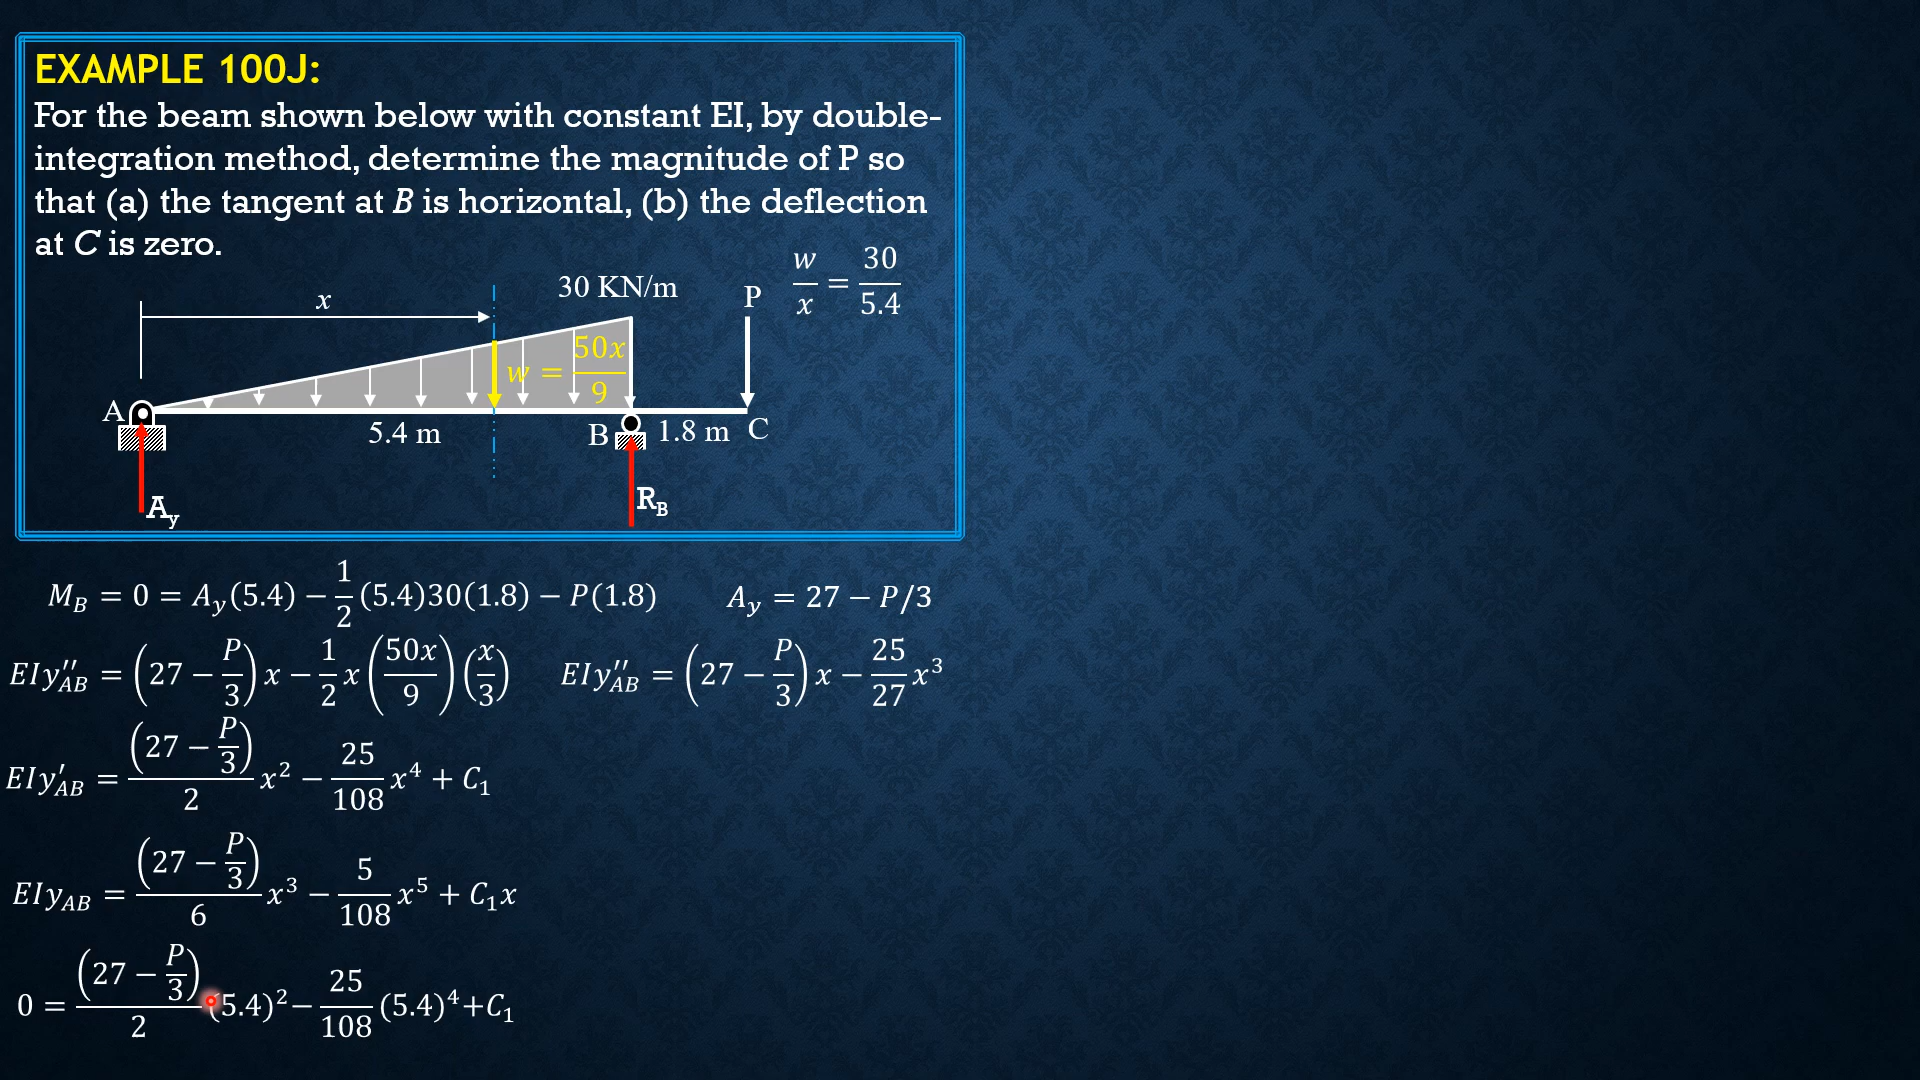 EXAMPLE 100J:
For the beam shown below with constant EI, by double-
integration method, determine the magnitude of P so
that (a) the tangent at B is horizontal, (b) the deflection
at C is zero.
w/x = 30/5.4
x
30 KN/m
P
w = 50x/9
A
5.4 m
B
1.8 m
C
A_y
R_B
M_B = 0 = A_y(5.4) − 1/2 (5.4)30(1.8) − P(1.8)
A_y = 27 − P/3
EIy''_AB = (27 − P/3) x − 1/2 x (50x/9) (x/3)
EIy''_AB = (27 − P/3) x − 25/27 x³
EIy'_AB = (27 − P/3)/2 x² − 25/108 x⁴ + C₁
EIy_AB = (27 − P/3)/6 x³ − 5/108 x⁵ + C₁x
0 = (27 − P/3)/2 (5.4)² − 25/108 (5.4)⁴ + C₁